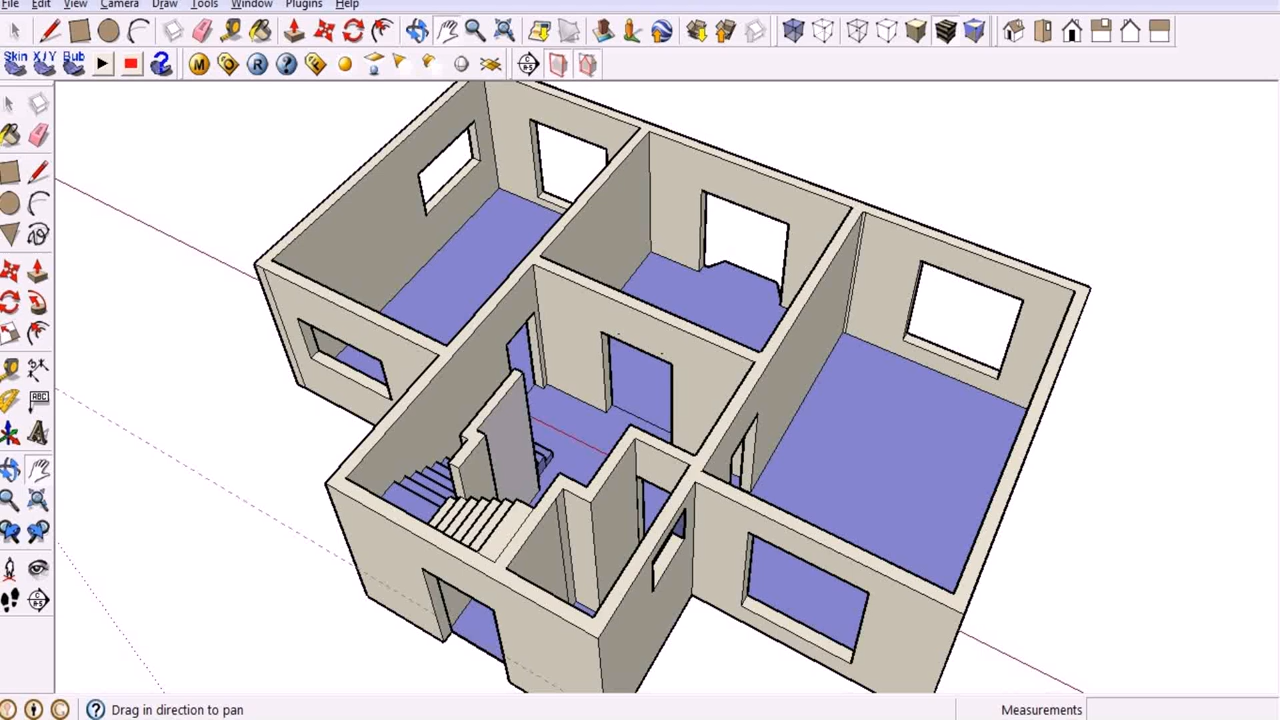 File Edit View Camera Draw Tools Window Plugins Help
Skin X/Y Bub
M R
C
ABC
Drag in direction to pan
Measurements